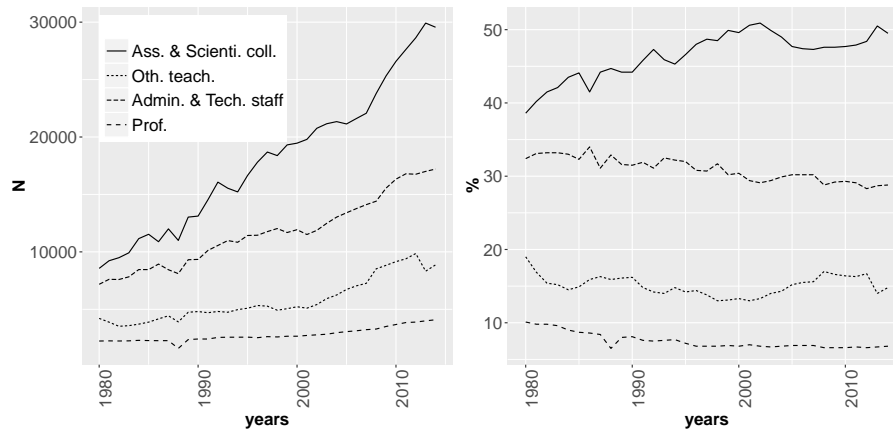 30000
20000
10000
N
Ass. & Scienti. coll.
Oth. teach.
Admin. & Tech. staff
Prof.
1980
1990
2000
2010
years
50
40
30
20
10
%
1980
1990
2000
2010
years